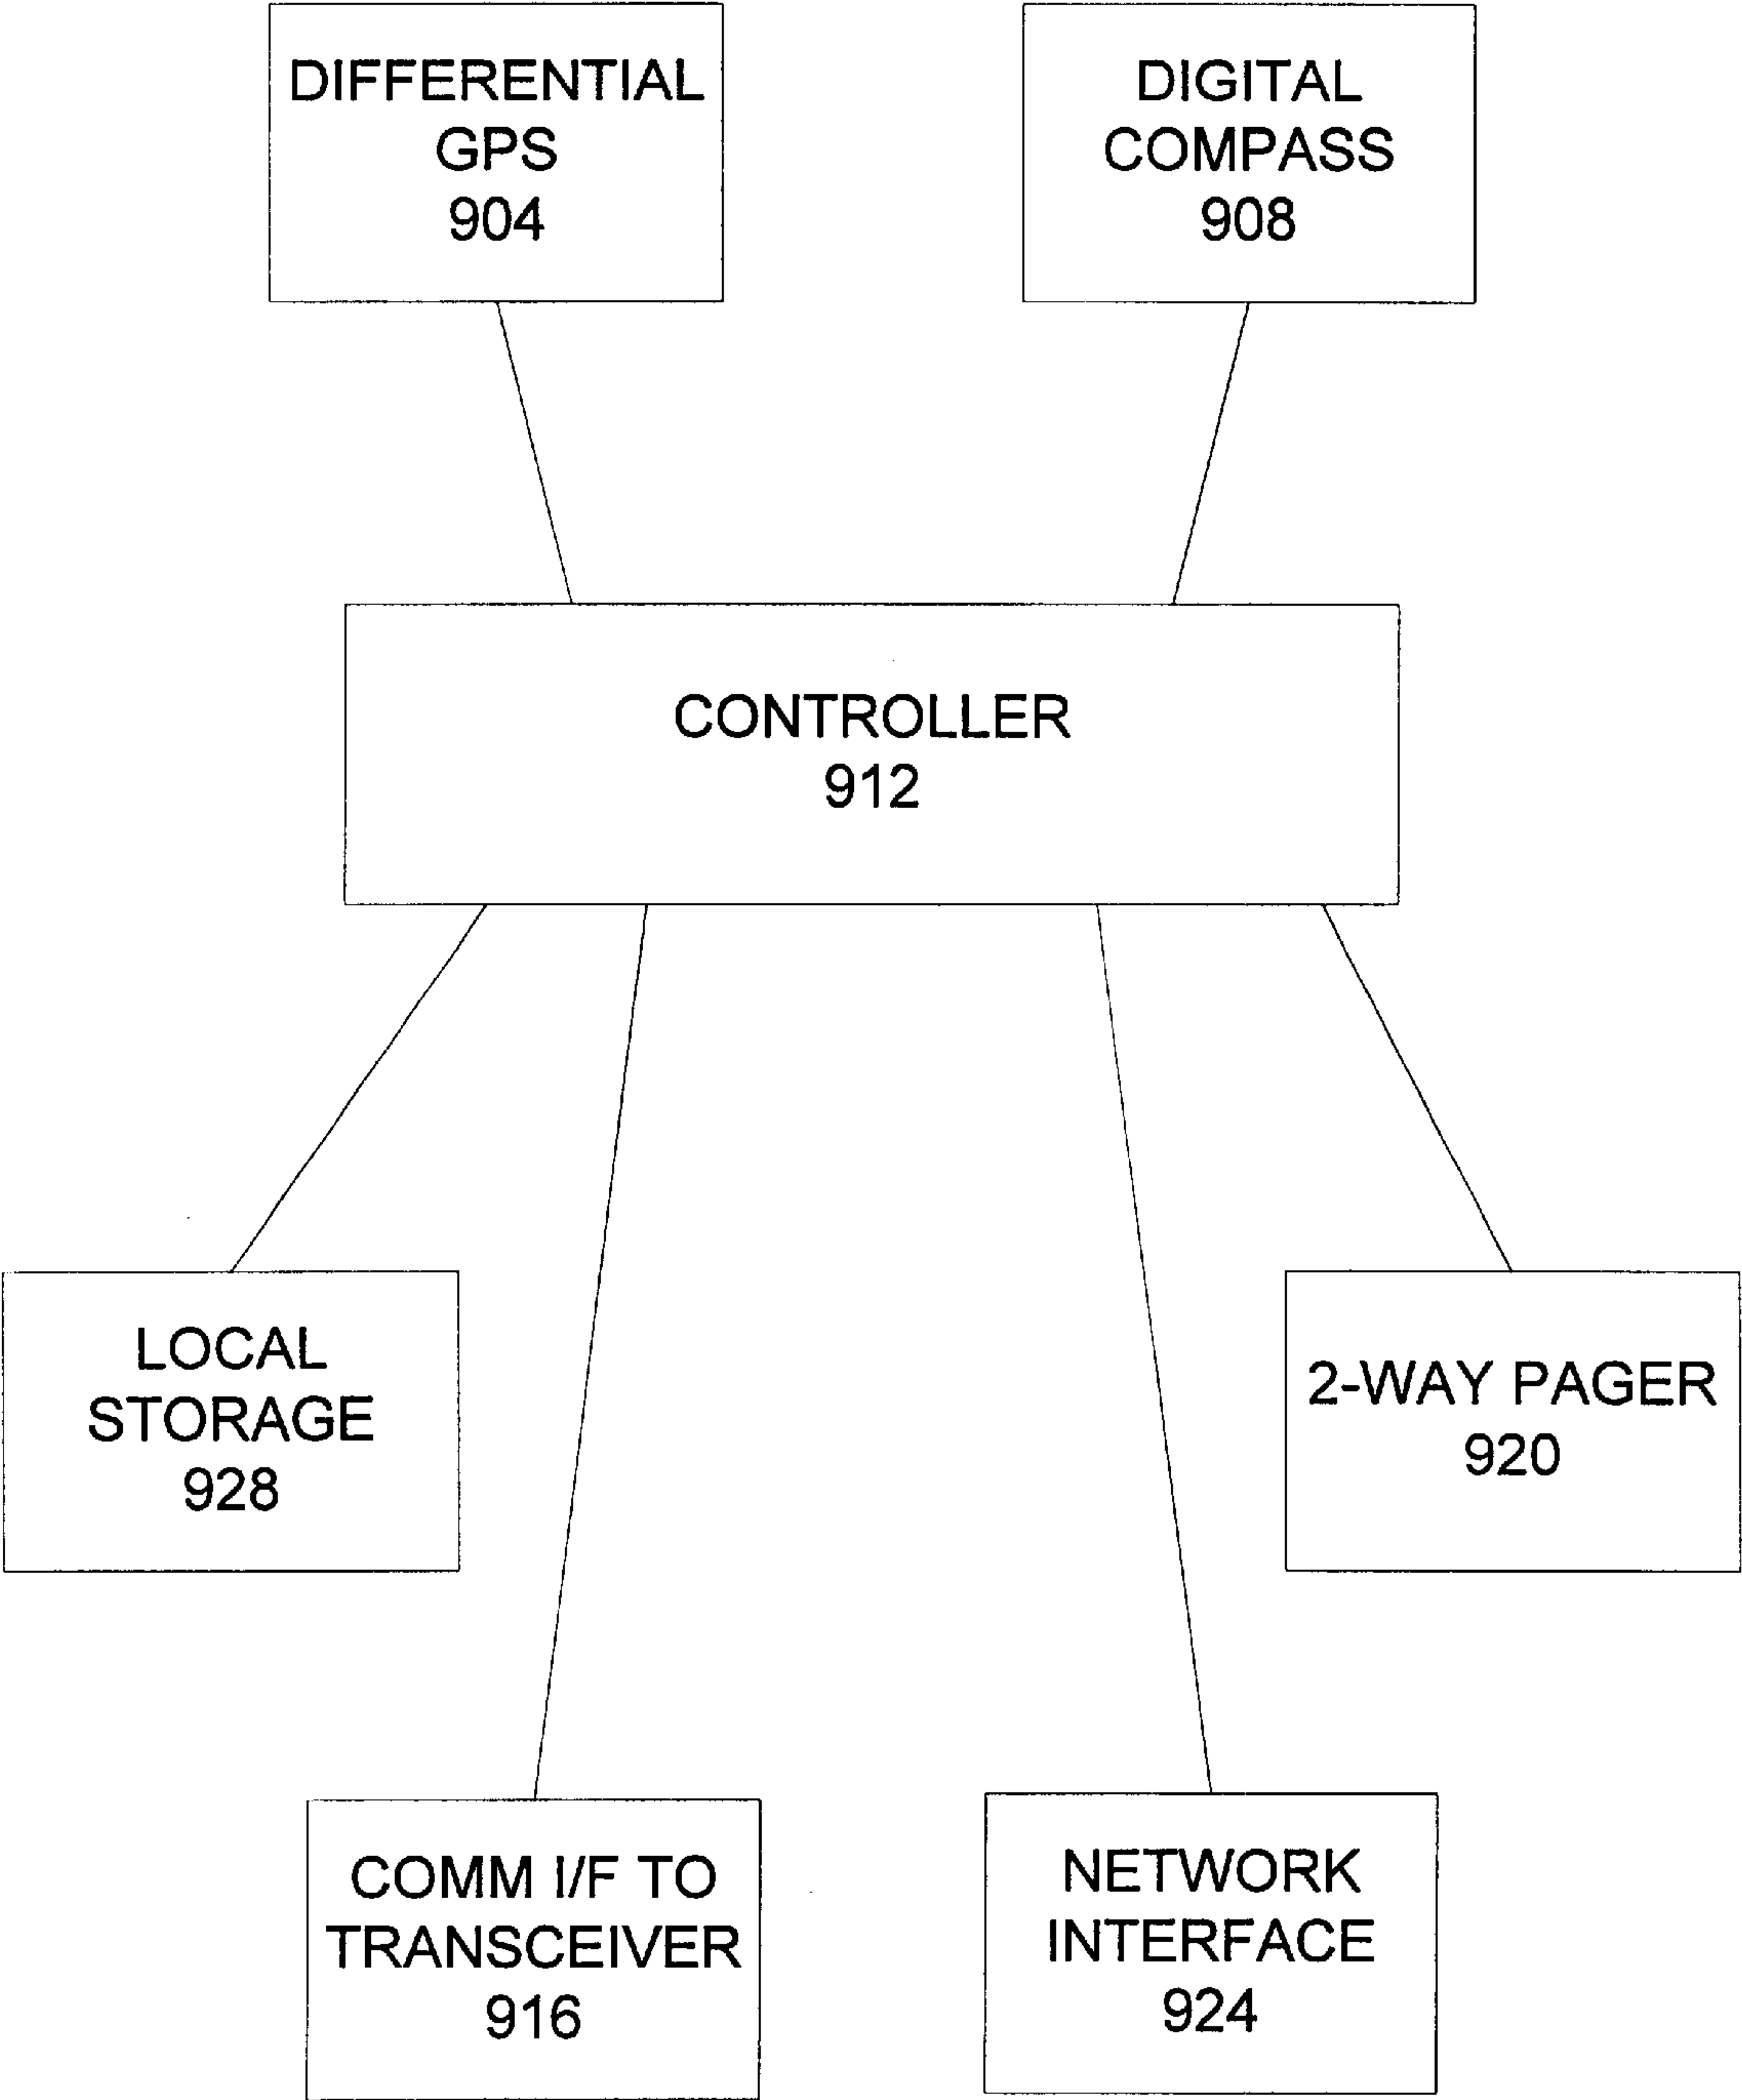 DIFFERENTIAL
GPS
904
DIGITAL
COMPASS
908
CONTROLLER
912
LOCAL
STORAGE
928
2-WAY PAGER
920
COMM I/F TO
TRANSCEIVER
916
NETWORK
INTERFACE
924